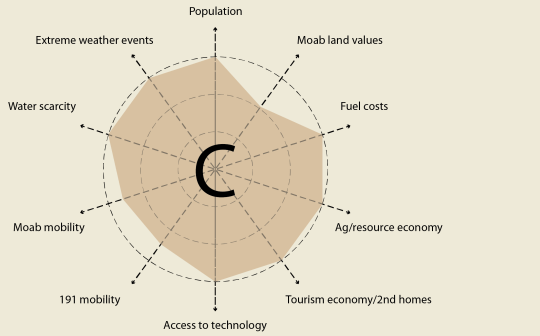 Population
Extreme weather events
Moab land values
Water scarcity
Fuel costs
C
Moab mobility
Ag/resource economy
191 mobility
Tourism economy/2nd homes
Access to technology